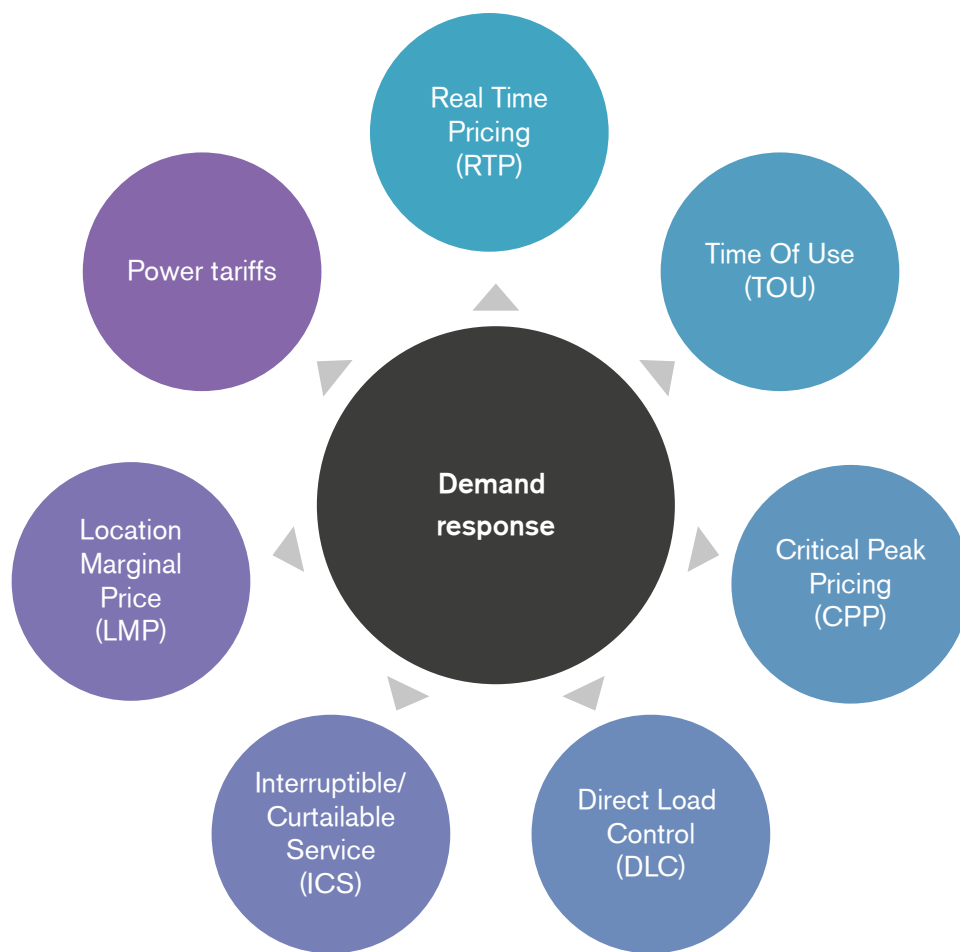 Real Time
Pricing
(RTP)
Time Of Use
(TOU)
Critical Peak
Pricing
(CPP)
Direct Load
Control
(DLC)
Interruptible/
Curtailable
Service
(ICS)
Location
Marginal
Price
(LMP)
Power tariffs
Demand
response